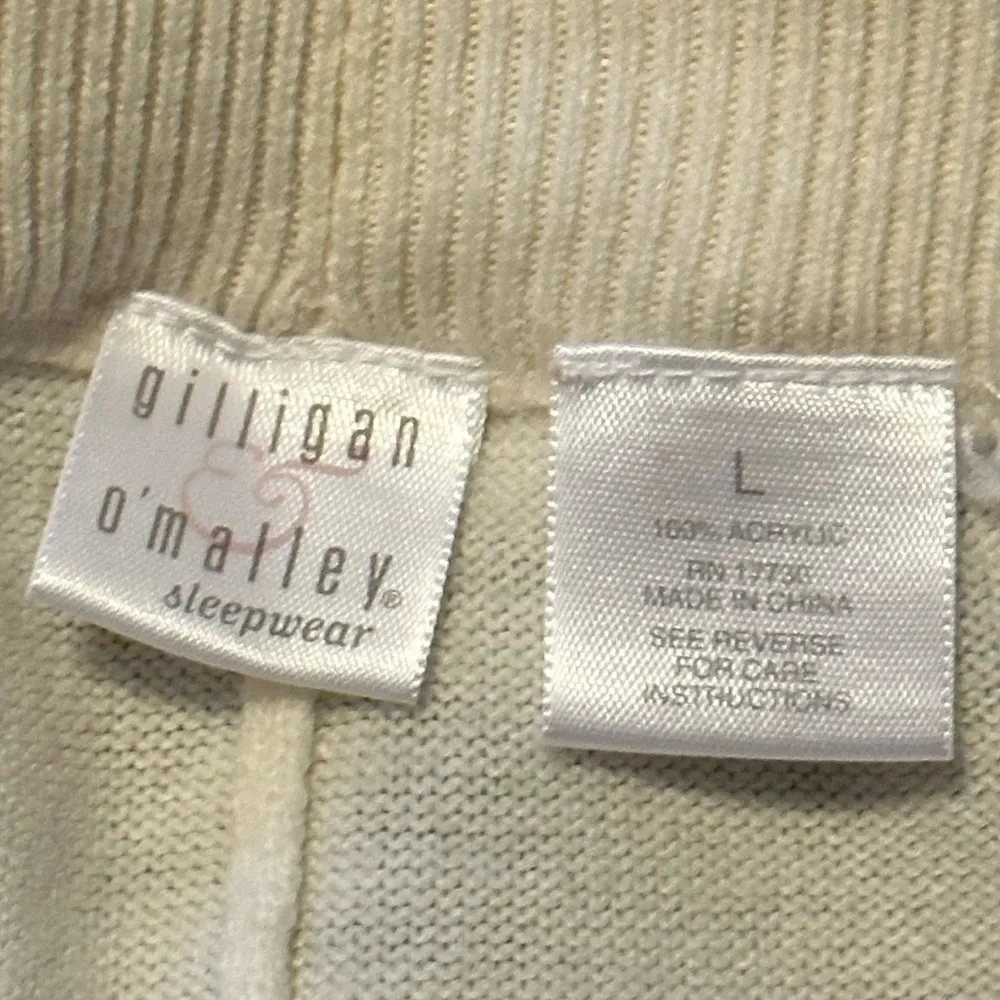 gilligan
&
o'malley®
sleepwear
L
100% ACRYLIC
RN 17730
MADE IN CHINA
SEE REVERSE
FOR CARE
INSTRUCTIONS